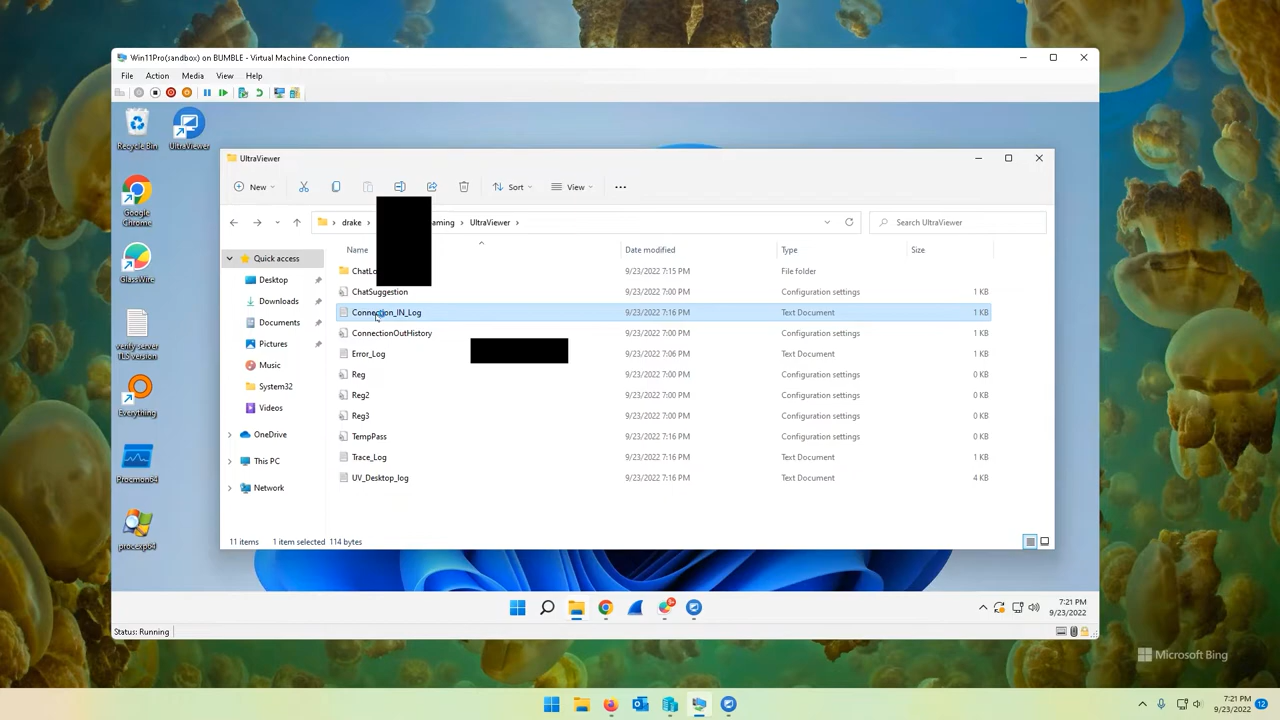 Win11Pro(sandbox) on BUMBLE - Virtual Machine Connection
File Action Media View Help
Recycle Bin
UltraViewer
Google Chrome
GlassWire
verify server TLS version
Everything
Procmon64
procexp64
UltraViewer
New Sort View
drake aming UltraViewer
Search UltraViewer
Name Date modified Type Size
Quick access
Desktop
Downloads
Documents
Pictures
Music
System32
Videos
OneDrive
This PC
Network
ChatLo 9/23/2022 7:15 PM File folder
ChatSuggestion 9/23/2022 7:00 PM Configuration settings 1 KB
Connection_IN_Log 9/23/2022 7:16 PM Text Document 1 KB
ConnectionOutHistory 9/23/2022 7:00 PM Configuration settings 1 KB
Error_Log 9/23/2022 7:06 PM Text Document 1 KB
Reg 9/23/2022 7:00 PM Configuration settings 1 KB
Reg2 9/23/2022 7:00 PM Configuration settings 0 KB
Reg3 9/23/2022 7:00 PM Configuration settings 0 KB
TempPass 9/23/2022 7:16 PM Configuration settings 0 KB
Trace_Log 9/23/2022 7:16 PM Text Document 1 KB
UV_Desktop_log 9/23/2022 7:16 PM Text Document 4 KB
11 items 1 item selected 114 bytes
7:21 PM
9/23/2022
Status: Running
Microsoft Bing
7:21 PM
9/23/2022
12